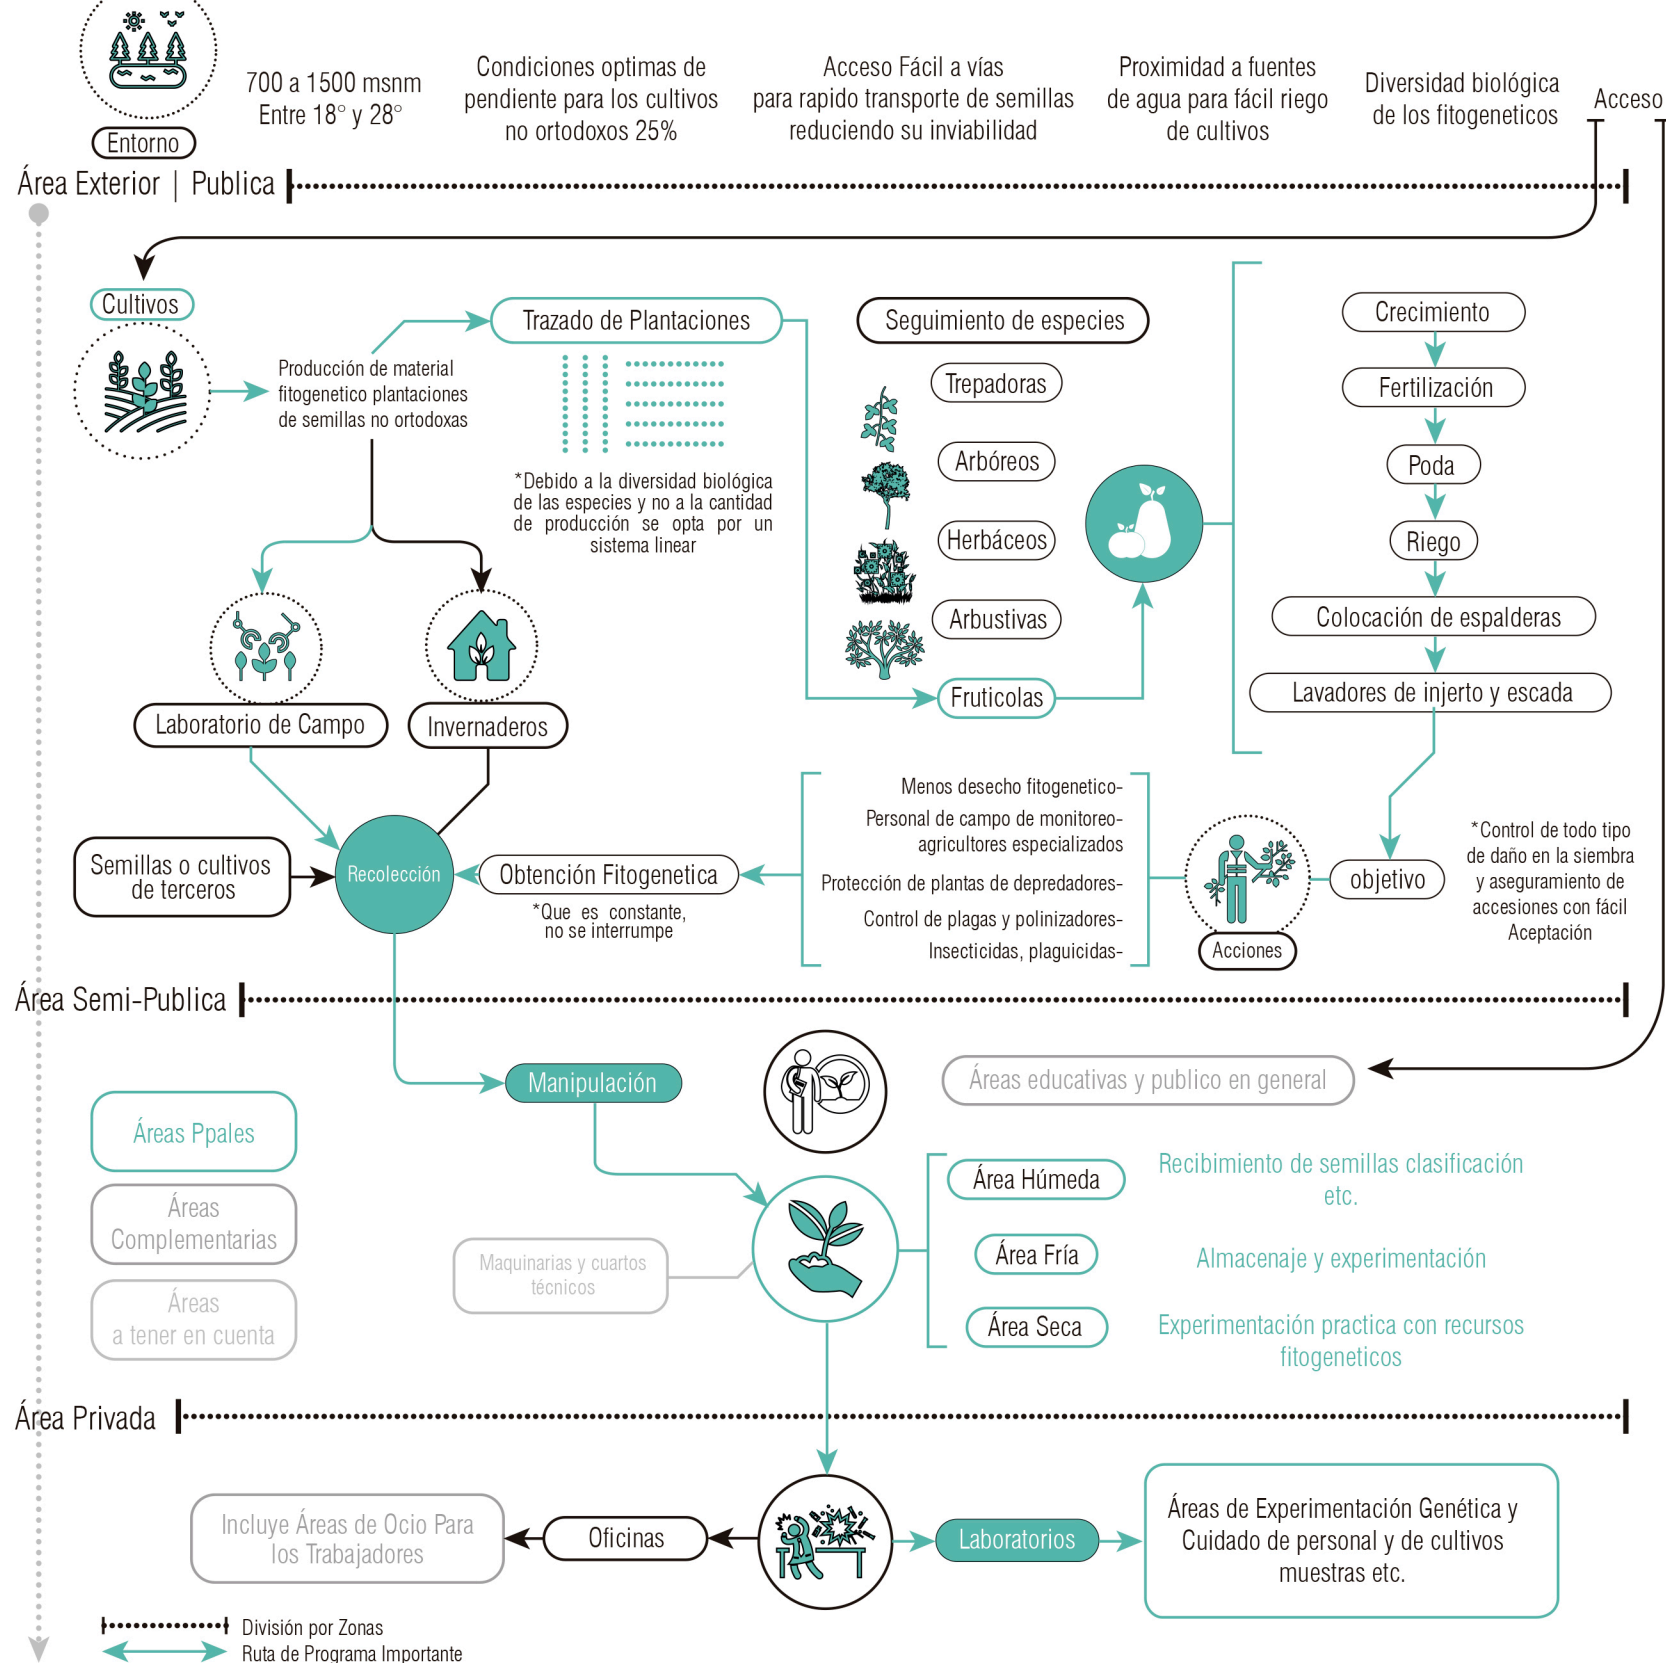 700 a 1500 msnm
Entre 18° y 28°
Condiciones optimas de
pendiente para los cultivos
no ortodoxos 25%
Acceso Fácil a vías
para rapido transporte de semillas
reduciendo su inviabilidad
Proximidad a fuentes
de agua para fácil riego
de cultivos
Diversidad biológica
de los fitogeneticos
Acceso
Entorno
Área Exterior | Publica
Cultivos
Producción de material
fitogenetico plantaciones
de semillas no ortodoxas
Trazado de Plantaciones
*Debido a la diversidad biológica
de las especies y no a la cantidad
de producción se opta por un
sistema linear
Seguimiento de especies
Trepadoras
Arbóreos
Herbáceos
Arbustivas
Fruticolas
Crecimiento
Fertilización
Poda
Riego
Colocación de espalderas
Lavadores de injerto y escada
Laboratorio de Campo
Invernaderos
Semillas o cultivos
de terceros
Recolección
Obtención Fitogenetica
*Que es constante,
no se interrumpe
Menos desecho fitogenetico-
Personal de campo de monitoreo-
agricultores especializados
Protección de plantas de depredadores-
Control de plagas y polinizadores-
Insecticidas, plaguicidas-
Acciones
objetivo
*Control de todo tipo
de daño en la siembra
y aseguramiento de
accesiones con fácil
Aceptación
Área Semi-Publica
Manipulación
Áreas educativas y publico en general
Áreas Ppales
Áreas
Complementarias
Áreas
a tener en cuenta
Maquinarias y cuartos
técnicos
Área Húmeda
Recibimiento de semillas clasificación
etc.
Área Fría
Almacenaje y experimentación
Área Seca
Experimentación practica con recursos
fitogeneticos
Área Privada
Incluye Áreas de Ocio Para
los Trabajadores
Oficinas
Laboratorios
Áreas de Experimentación Genética y
Cuidado de personal y de cultivos
muestras etc.
División por Zonas
Ruta de Programa Importante